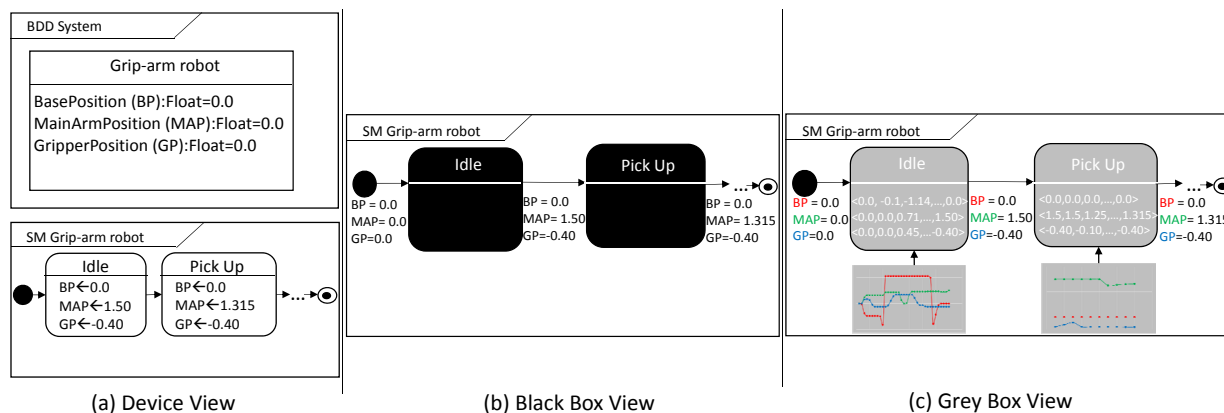 BDD System
Grip-arm robot
BasePosition (BP):Float=0.0
MainArmPosition (MAP):Float=0.0
GripperPosition (GP):Float=0.0
SM Grip-arm robot
Idle
BP←0.0
MAP←1.50
GP←-0.40
Pick Up
BP←0.0
MAP←1.315
GP←-0.40
...
(a) Device View
SM Grip-arm robot
BP = 0.0
MAP= 0.0
GP=0.0
Idle
BP = 0.0
MAP= 1.50
GP=-0.40
Pick Up
...
BP = 0.0
MAP= 1.315
GP=-0.40
(b) Black Box View
SM Grip-arm robot
BP = 0.0
MAP= 0.0
GP=0.0
Idle
<0.0, -0.1,-1.14,...,0.0>
<0.0,0.0,0.71,...,1.50>
<0.0,0.0,0.45,...-0.40>
BP = 0.0
MAP= 1.50
GP=-0.40
Pick Up
<0.0,0.0,0.0,...,0.0>
<1.5,1.5,1.25,...,1.315>
<-0.40,-0.10,...,-0.40>
...
BP = 0.0
MAP= 1.315
GP=-0.40
(c) Grey Box View